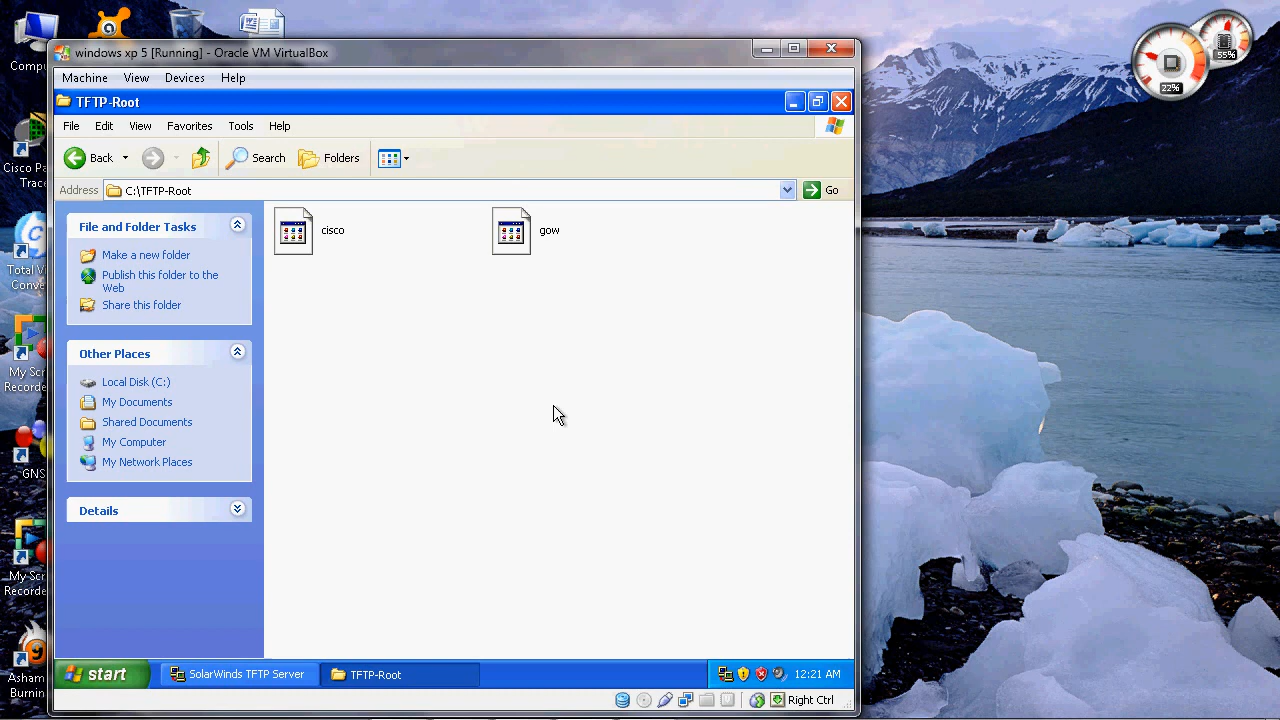 windows xp 5 [Running] - Oracle VM VirtualBox
Machine View Devices Help
TFTP-Root
File Edit View Favorites Tools Help
Back Search Folders
Address C:\TFTP-Root Go
File and Folder Tasks
Make a new folder
Publish this folder to the
Web
Share this folder
Other Places
Local Disk (C:)
My Documents
Shared Documents
My Computer
My Network Places
Details
cisco
gow
start SolarWinds TFTP Server TFTP-Root 12:21 AM
Right Ctrl
Compu
Cisco Pa
Trace
Total Vi
Conve
My Scr
Recorde
GNS
My Scr
Recorde
Asham
Burnin
55%
22%